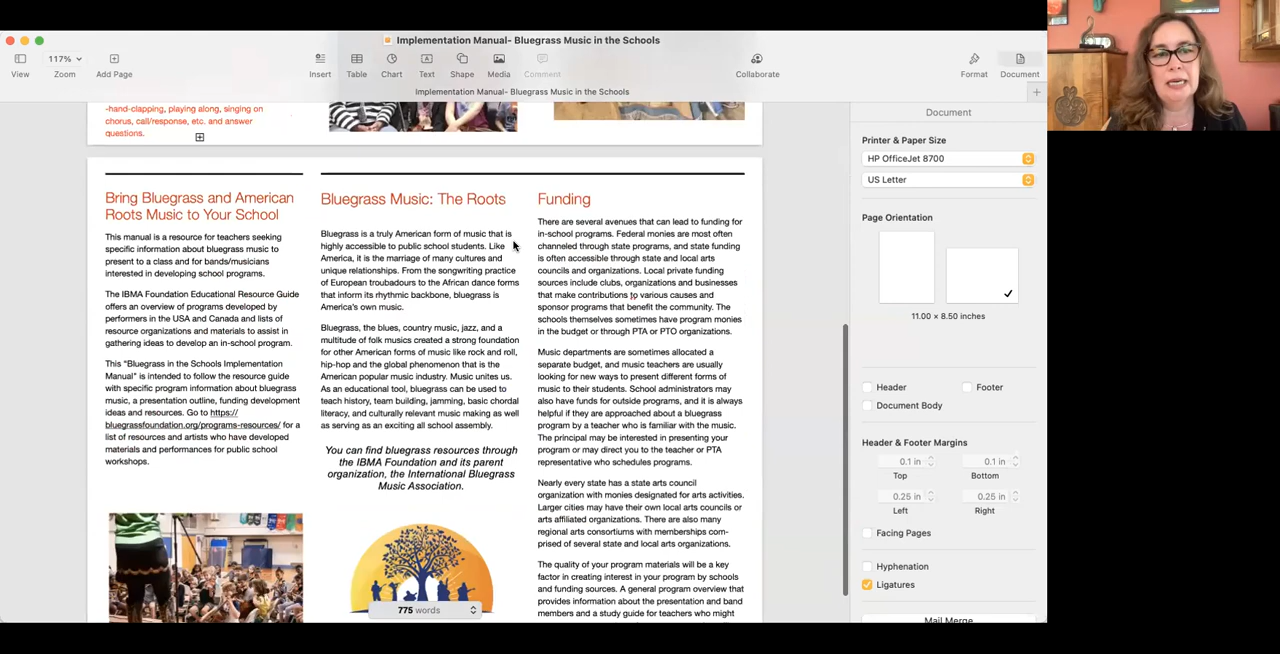 Implementation Manual- Bluegrass Music in the Schools
117%
View
Zoom
Add Page
Insert
Table
Chart
Text
Shape
Media
Comment
Collaborate
Format
Document
Implementation Manual- Bluegrass Music in the Schools
-hand-clapping, playing along, singing on
chorus, call/response, etc. and answer
questions.
Bring Bluegrass and American
Roots Music to Your School
This manual is a resource for teachers seeking
specific information about bluegrass music to
present to a class and for bands/musicians
interested in developing school programs.
The IBMA Foundation Educational Resource Guide
offers an overview of programs developed by
performers in the USA and Canada and lists of
resource organizations and materials to assist in
gathering ideas to develop an in-school program.
This “Bluegrass in the Schools Implementation
Manual” is intended to follow the resource guide
with specific program information about bluegrass
music, a presentation outline, funding development
ideas and resources. Go to https://
bluegrassfoundation.org/programs-resources/ for a
list of resources and artists who have developed
materials and performances for public school
workshops.
Bluegrass Music: The Roots
Bluegrass is a truly American form of music that is
highly accessible to public school students. Like
America, it is the marriage of many cultures and
unique relationships. From the songwriting practice
of European troubadours to the African dance forms
that inform its rhythmic backbone, bluegrass is
America's own music.
Bluegrass, the blues, country music, jazz, and a
multitude of folk musics created a strong foundation
for other American forms of music like rock and roll,
hip-hop and the global phenomenon that is the
American popular music industry. Music unites us.
As an educational tool, bluegrass can be used to
teach history, team building, jamming, basic chordal
literacy, and culturally relevant music making as well
as serving as an exciting all school assembly.
You can find bluegrass resources through
the IBMA Foundation and its parent
organization, the International Bluegrass
Music Association.
775 words
Funding
There are several avenues that can lead to funding for
in-school programs. Federal monies are most often
channeled through state programs, and state funding
is often accessible through state and local arts
councils and organizations. Local private funding
sources include clubs, organizations and businesses
that make contributions to various causes and
sponsor programs that benefit the community. The
schools themselves sometimes have program monies
in the budget or through PTA or PTO organizations.
Music departments are sometimes allocated a
separate budget, and music teachers are usually
looking for new ways to present different forms of
music to their students. School administrators may
also have funds for outside programs, and it is always
helpful if they are approached about a bluegrass
program by a teacher who is familiar with the music.
The principal may be interested in presenting your
program or may direct you to the teacher or PTA
representative who schedules programs.
Nearly every state has a state arts council
organization with monies designated for arts activities.
Larger cities may have their own local arts councils or
arts affiliated organizations. There are also many
regional arts consortiums with memberships com-
prised of several state and local arts organizations.
The quality of your program materials will be a key
factor in creating interest in your program by schools
and funding sources. A general program overview that
provides information about the presentation and band
members and a study guide for teachers who might
Document
Printer & Paper Size
HP OfficeJet 8700
US Letter
Page Orientation
11.00 × 8.50 inches
Header
Footer
Document Body
Header & Footer Margins
0.1 in
0.1 in
Top
Bottom
0.25 in
0.25 in
Left
Right
Facing Pages
Hyphenation
Ligatures
Mail Merge